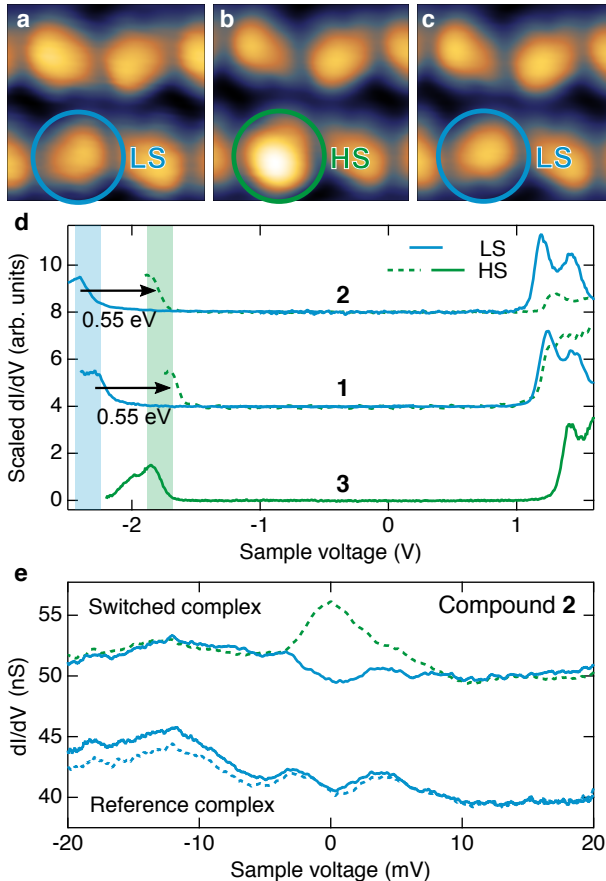 a b c
LS HS LS
d
10
8
6
4
2
0
Scaled dI/dV (arb. units)
LS
HS
2
0.55 eV
1
0.55 eV
3
-2 -1 0 1
Sample voltage (V)
e
55
50
45
40
dI/dV (nS)
Switched complex
Compound 2
Reference complex
-20 -10 0 10 20
Sample voltage (mV)